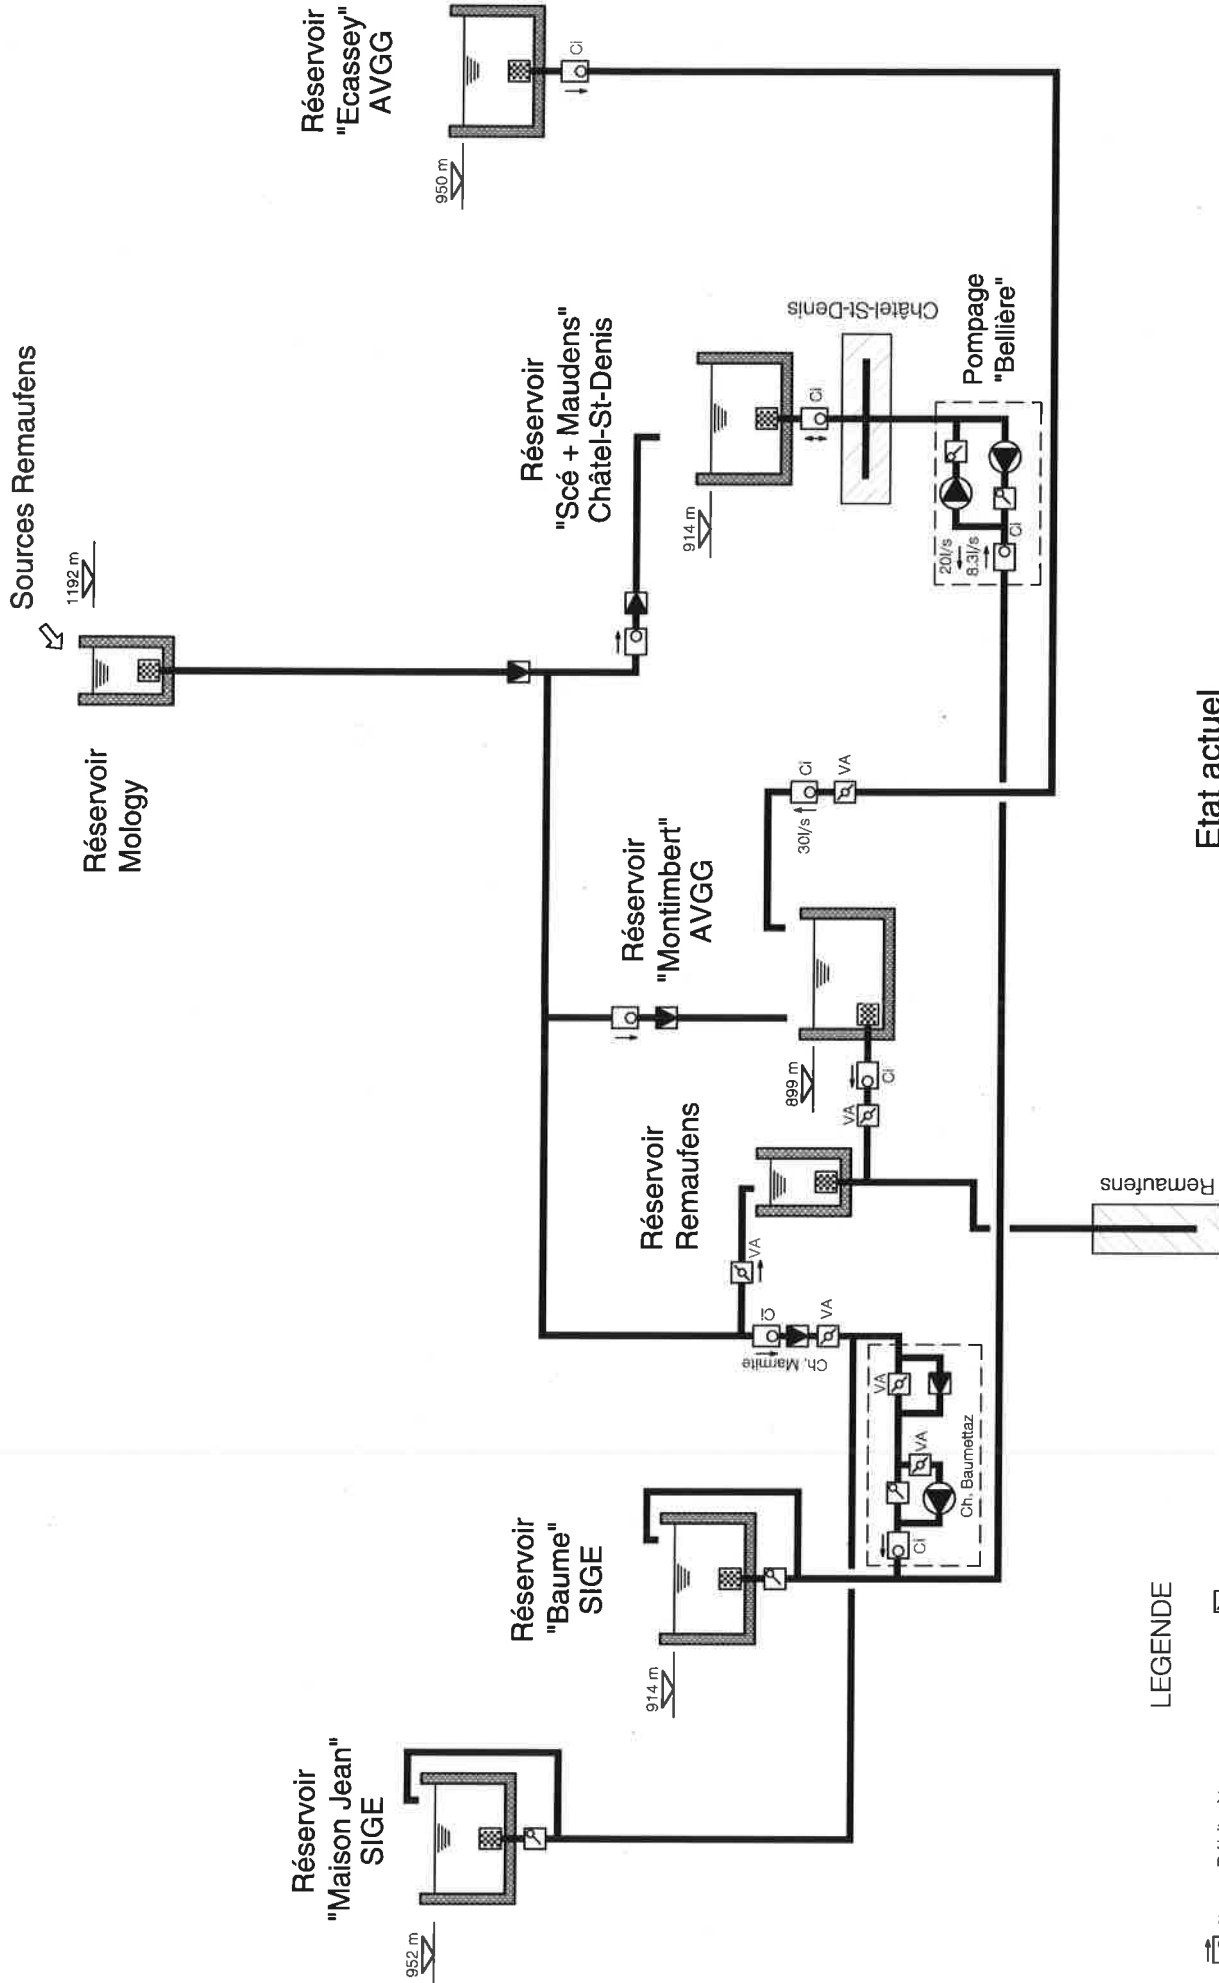 Sources Remaufens
1192 m
Réservoir
Mology
Réservoir
"Ecassey"
AVGG
950 m
Réservoir
"Scé + Maudens"
Châtel-St-Denis
914 m
Ci
Ci
Châtel-St-Denis
Pompage
"Bellière"
20l/s
8.3l/s
Ci
Réservoir
"Montimbert"
AVGG
899 m
30l/s
Ci
VA
Ci
VA
Réservoir
Remaufens
VA
Remaufens
Ci
VA
Ch. Marmite
VA
VA
Ci
Ch. Baumettaz
Réservoir
"Baume"
SIGE
914 m
Réservoir
"Maison Jean"
SIGE
952 m
Etat actuel
LEGENDE